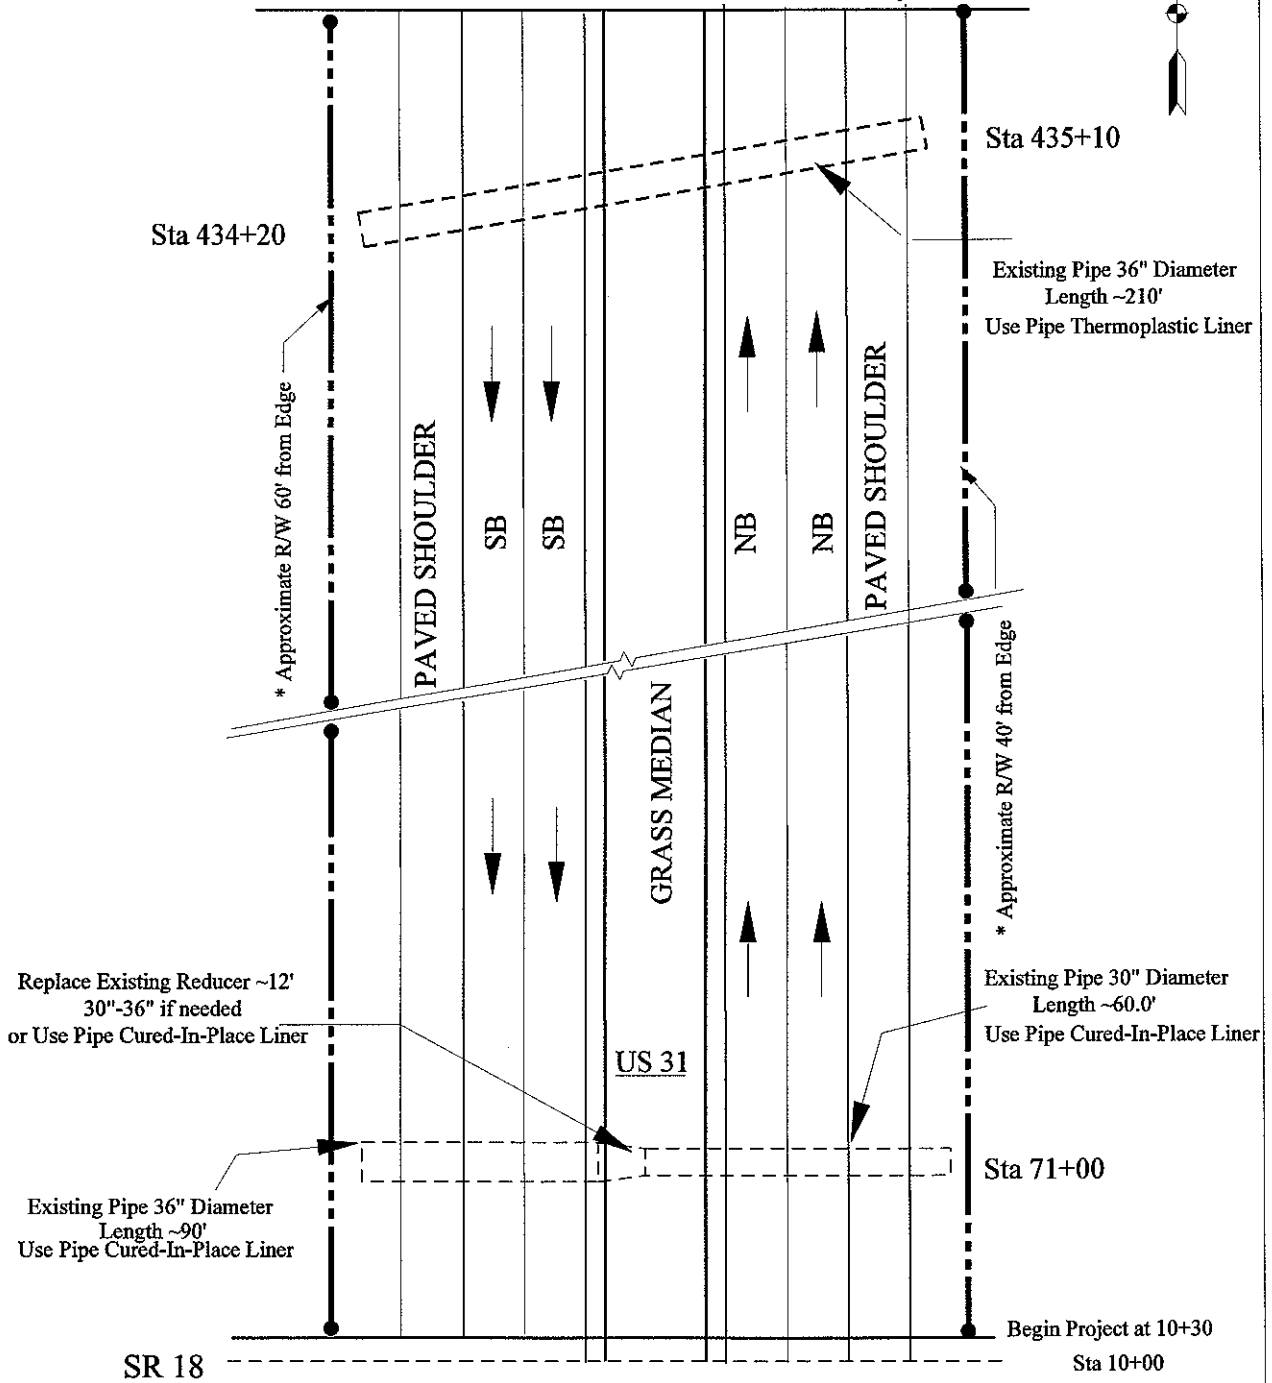 Sta 435+10
Sta 434+20
Existing Pipe 36" Diameter
Length ~210'
Use Pipe Thermoplastic Liner
* Approximate R/W 60' from Edge
PAVED SHOULDER
SB
SB
NB
NB
PAVED SHOULDER
GRASS MEDIAN
* Approximate R/W 40' from Edge
Replace Existing Reducer ~12'
30"-36" if needed
or Use Pipe Cured-In-Place Liner
Existing Pipe 30" Diameter
Length ~60.0'
Use Pipe Cured-In-Place Liner
US 31
Sta 71+00
Existing Pipe 36" Diameter
Length ~90'
Use Pipe Cured-In-Place Liner
Begin Project at 10+30
Sta 10+00
SR 18